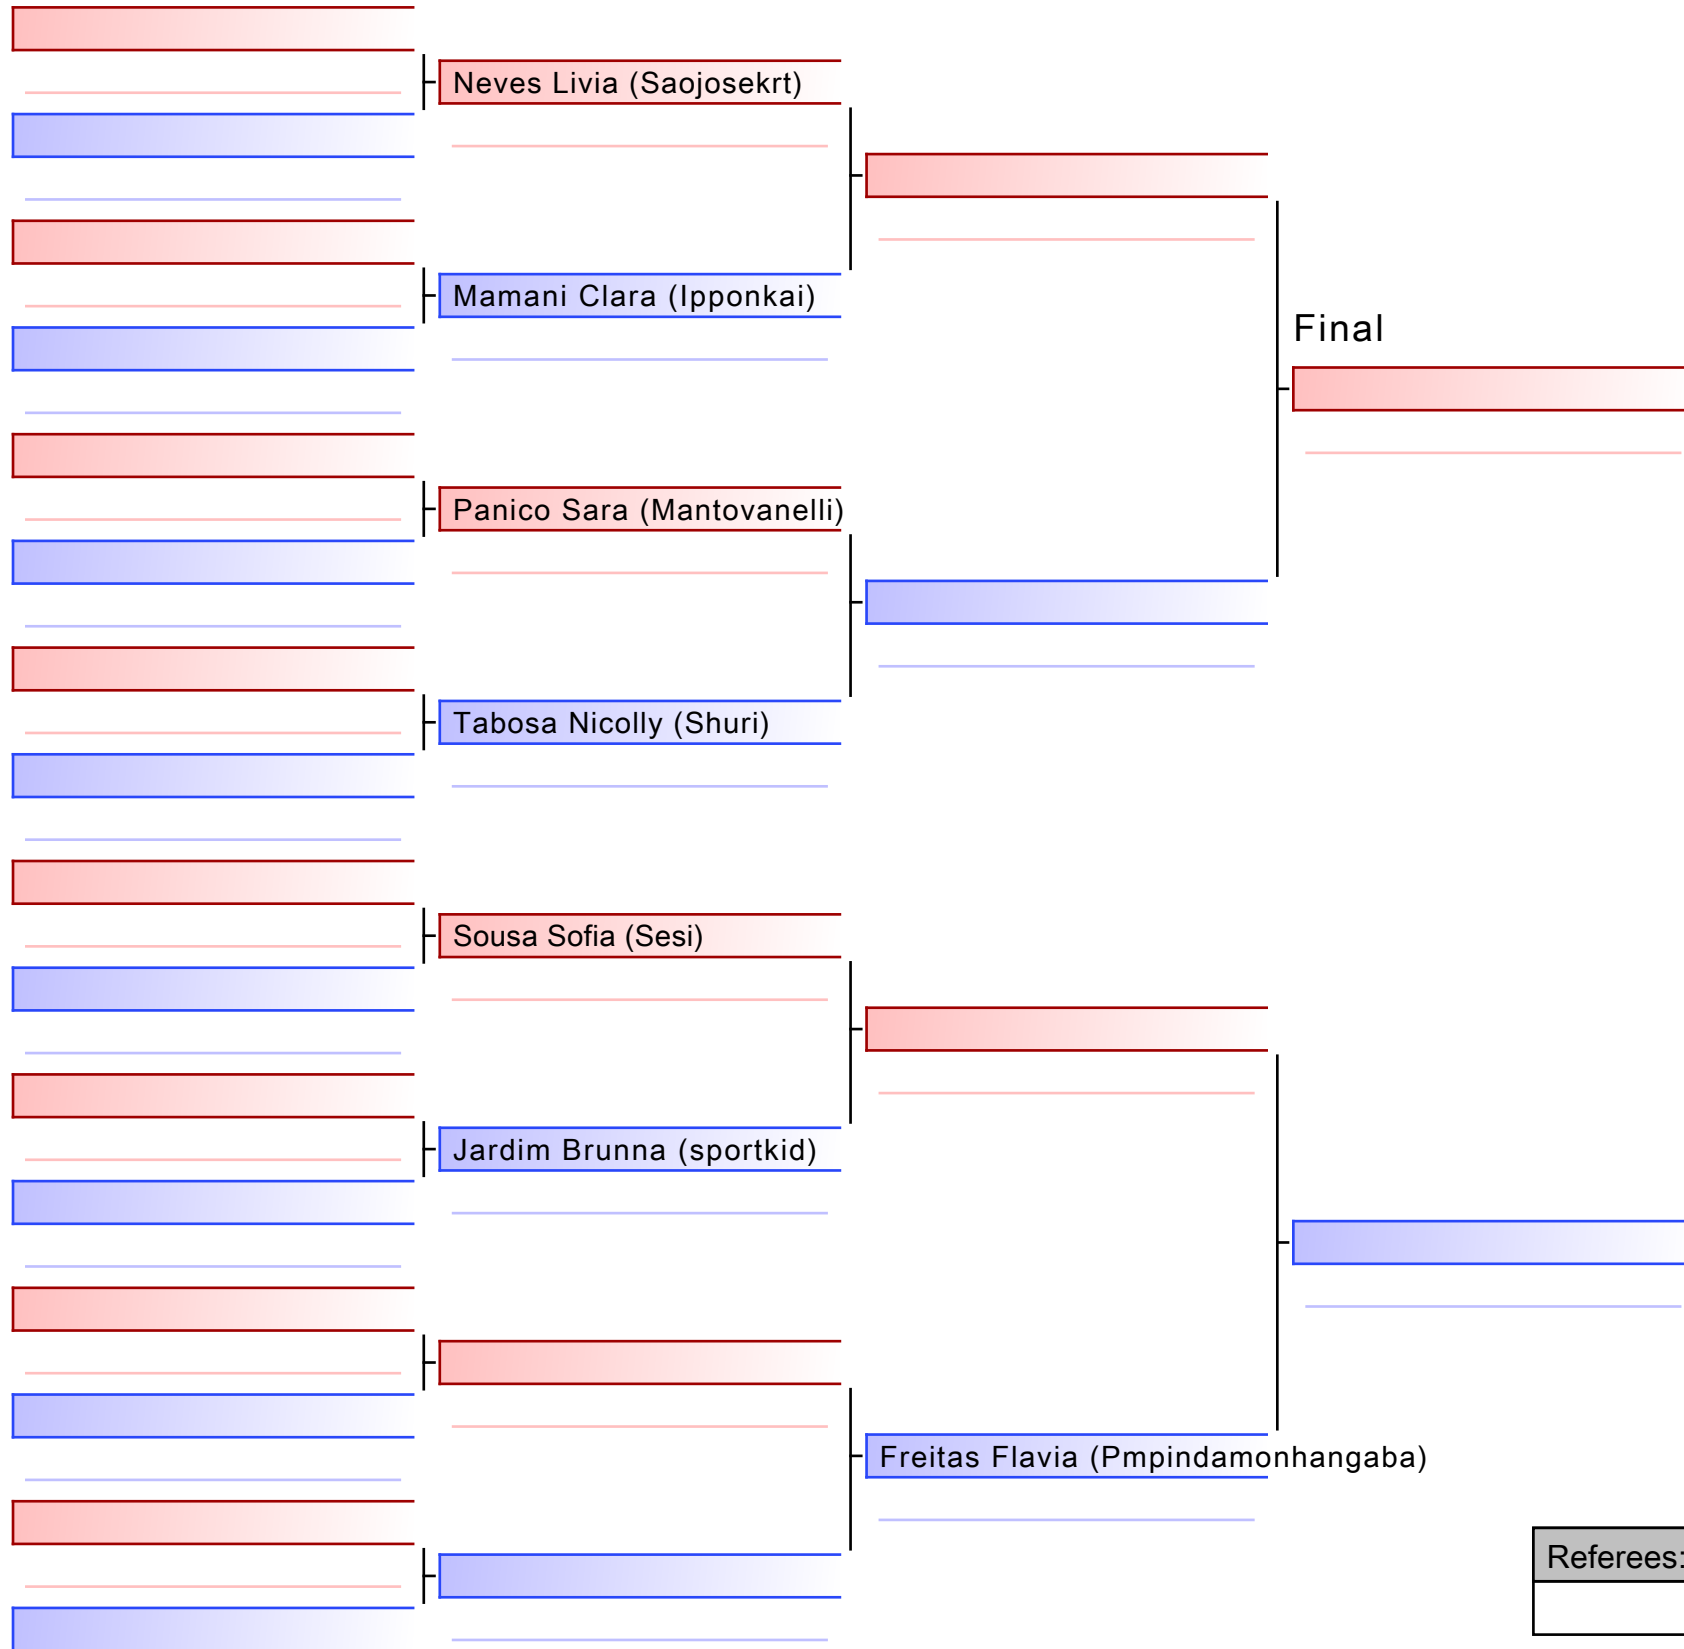 Neves Livia (Saojosekrt)
Mamani Clara (Ipponkai)
Final
Panico Sara (Mantovanelli)
Tabosa Nicolly (Shuri)
Sousa Sofia (Sesi)
Jardim Brunna (sportkid)
Freitas Flavia (Pmpindamonhangaba)
Referees: